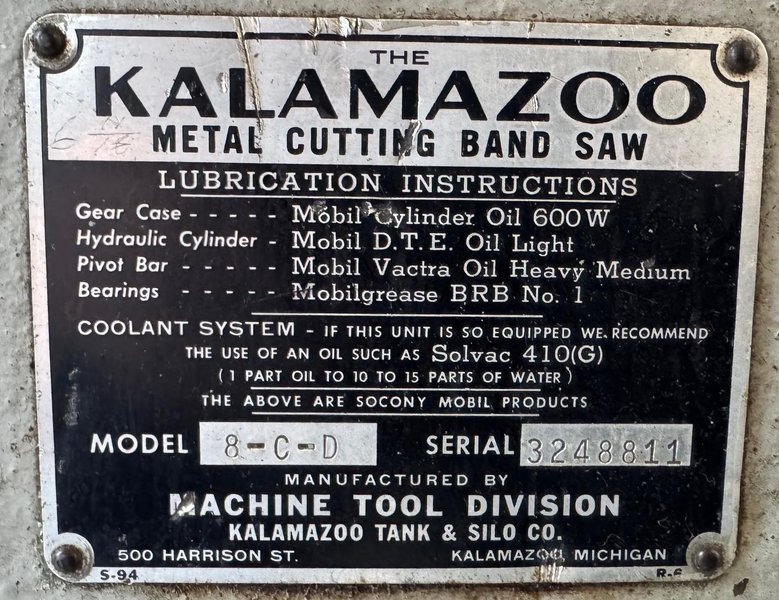 THE
KALAMAZOO
METAL CUTTING BAND SAW
LUBRICATION INSTRUCTIONS
Gear Case - - - - - Mobil Cylinder Oil 600 W
Hydraulic Cylinder - Mobil D.T.E. Oil Light
Pivot Bar - - - - - Mobil Vactra Oil Heavy Medium
Bearings - - - - - Mobilgrease BRB No. 1
COOLANT SYSTEM - IF THIS UNIT IS SO EQUIPPED WE RECOMMEND
THE USE OF AN OIL SUCH AS Solvac 410(G)
(1 PART OIL TO 10 TO 15 PARTS OF WATER)
THE ABOVE ARE SOCONY MOBIL PRODUCTS
MODEL 8-C-D SERIAL 3248811
MANUFACTURED BY
MACHINE TOOL DIVISION
KALAMAZOO TANK & SILO CO.
500 HARRISON ST. KALAMAZOO, MICHIGAN
S-94